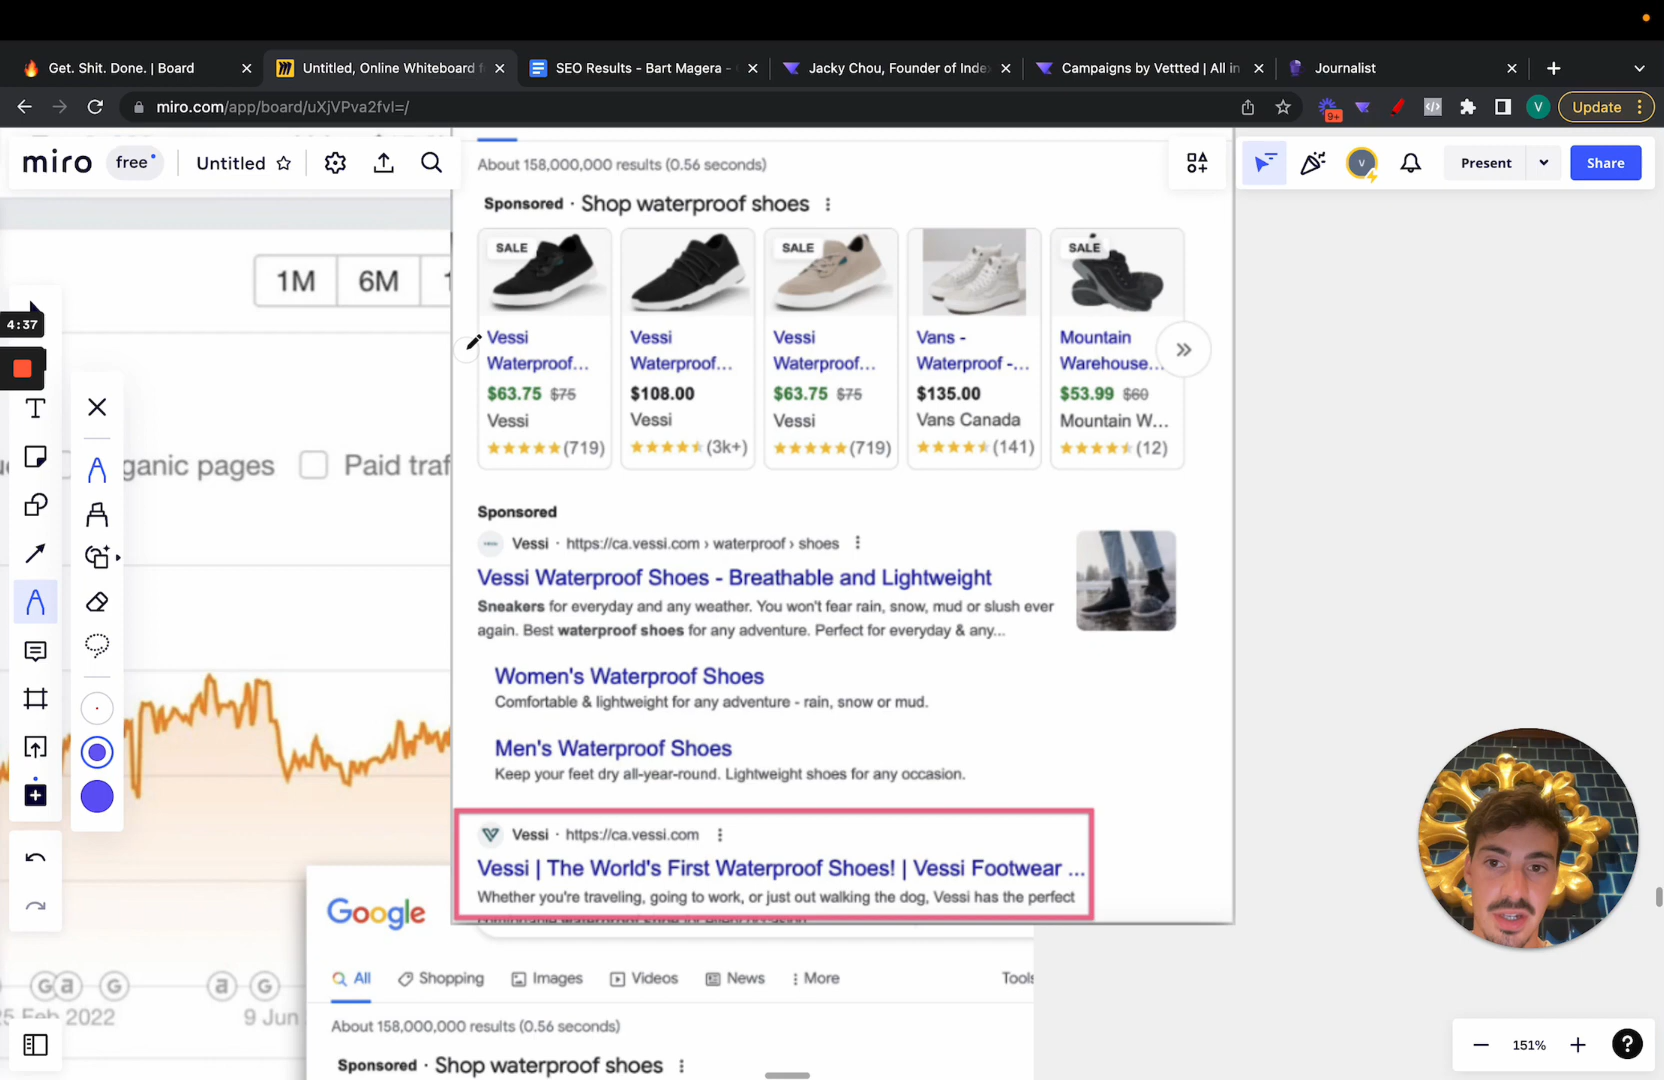 Get. Shit. Done. | Board
Untitled, Online Whiteboard f
SEO Results - Bart Magera -
Jacky Chou, Founder of Inde
Campaigns by Vettted | All in
Journalist
miro.com/app/board/uXjVPva2fvI=/
9+
V
Update
miro
free
Untitled
V
Present
Share
About 158,000,000 results (0.56 seconds)
Sponsored · Shop waterproof shoes
SALE
SALE
SALE
1M
6M
4:37
Vessi
Waterproof...
$63.75 $75
Vessi
(719)
Vessi
Waterproof...
$108.00
Vessi
(3k+)
Vessi
Waterproof...
$63.75 $75
Vessi
(719)
Vans -
Waterproof -...
$135.00
Vans Canada
(141)
Mountain
Warehouse...
$53.99 $60
Mountain W...
(12)
ganic pages
Paid traf
Sponsored
Vessi · https://ca.vessi.com › waterproof › shoes
Vessi Waterproof Shoes - Breathable and Lightweight
Sneakers for everyday and any weather. You won't fear rain, snow, mud or slush ever
again. Best waterproof shoes for any adventure. Perfect for everyday & any...
Women's Waterproof Shoes
Comfortable & lightweight for any adventure - rain, snow or mud.
Men's Waterproof Shoes
Keep your feet dry all-year-round. Lightweight shoes for any occasion.
Vessi · https://ca.vessi.com
Vessi | The World's First Waterproof Shoes! | Vessi Footwear ...
Whether you're traveling, going to work, or just out walking the dog, Vessi has the perfect
comfortable waterproof shoe for every occasion.
Google
All
Shopping
Images
Videos
News
More
Tools
About 158,000,000 results (0.56 seconds)
Sponsored · Shop waterproof shoes
G
a
G
a
G
25 Feb 2022
9 Jun
151%